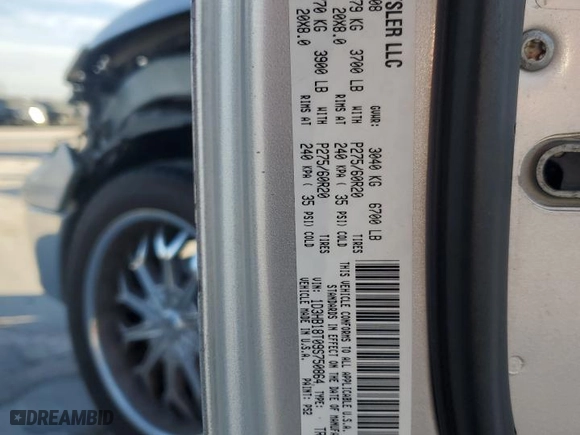 SLER LLC
08
GVWR: 3040 KG 6700 LB
79 KG 3700 LB WITH P275/60R20 TIRES
20X8.0 RIMS AT 240 KPA ( 35 PSI) COLD
70 KG 3900 LB WITH P275/60R20 TIRES
20X8.0 RIMS AT 240 KPA ( 35 PSI) COLD
THIS VEHICLE CONFORMS TO ALL APPLICABLE U.S.A.
STANDARDS IN EFFECT ON THE DATE OF MANUFA
1D3HB18T09S750864 TYPE: TR
VEHICLE MADE IN U.S.A. PAINT: PS2
DREAMBID